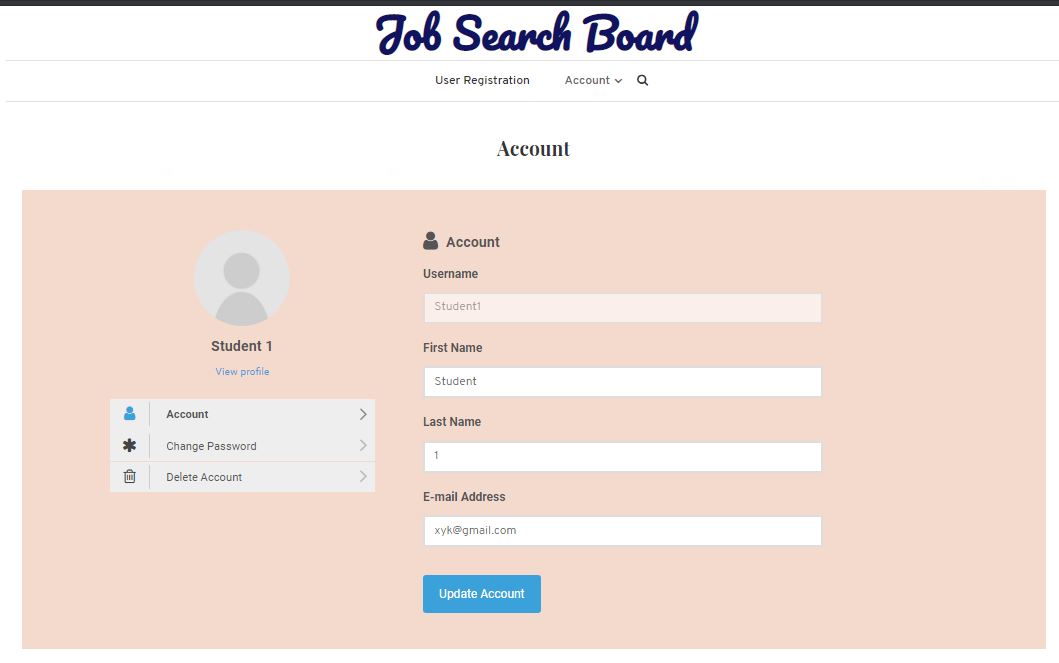 Job Search Board
User Registration Account
Account
Student 1
View profile
Account
Change Password
Delete Account
Account
Username
Student1
First Name
Student
Last Name
1
E-mail Address
xyk@gmail.com
Update Account